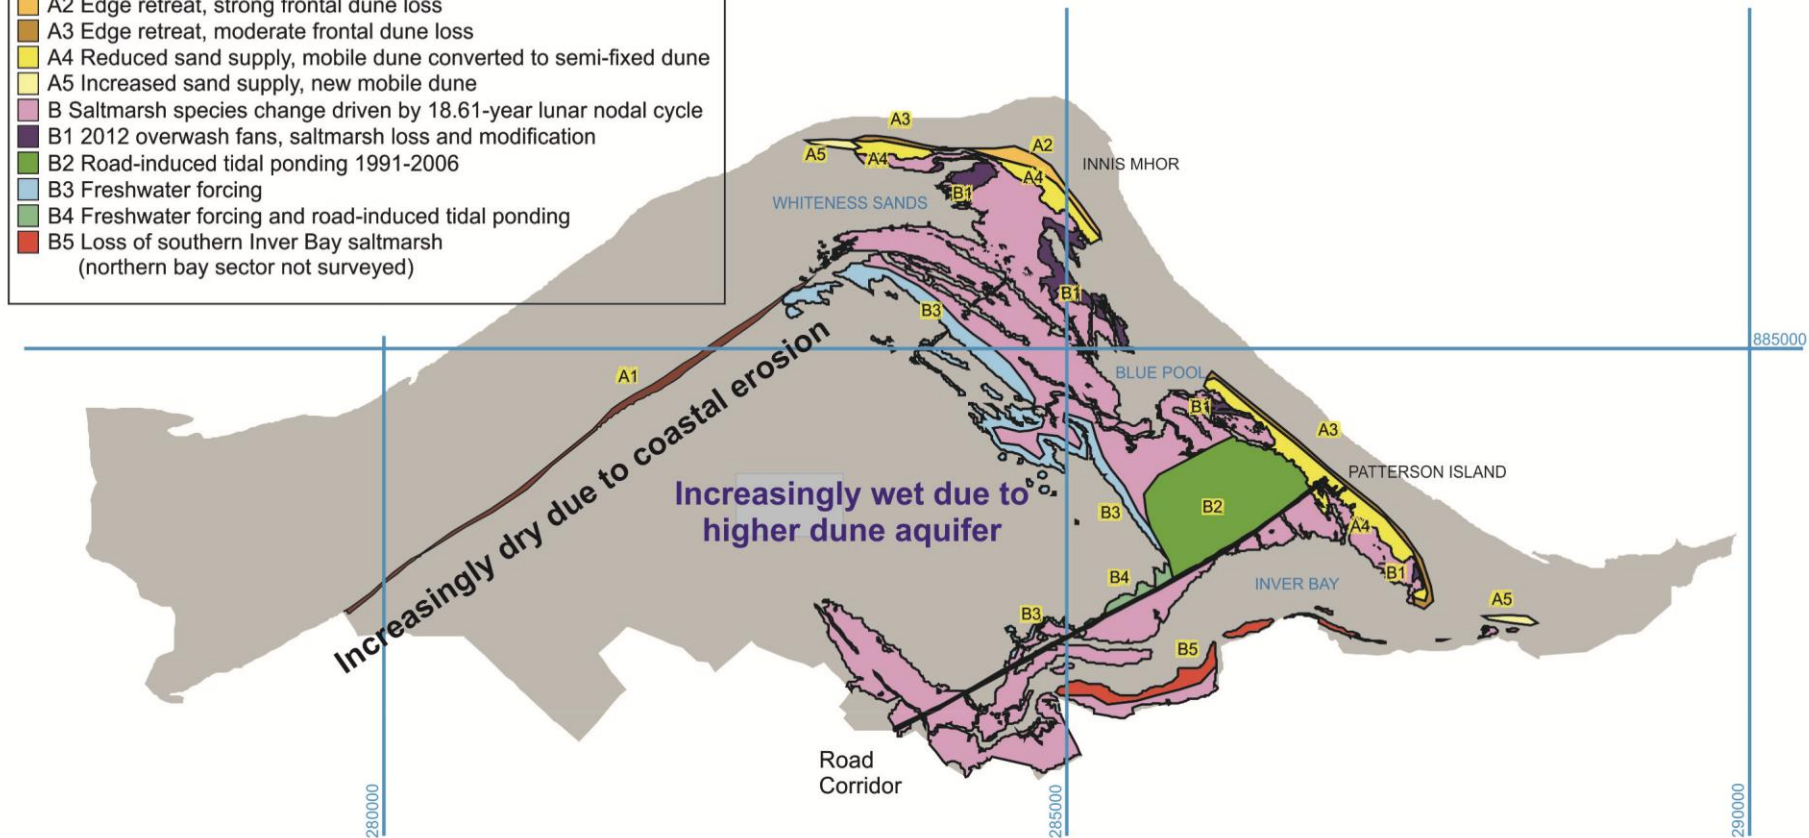 A2 Edge retreat, strong frontal dune loss
A3 Edge retreat, moderate frontal dune loss
A4 Reduced sand supply, mobile dune converted to semi-fixed dune
A5 Increased sand supply, new mobile dune
B Saltmarsh species change driven by 18.61-year lunar nodal cycle
B1 2012 overwash fans, saltmarsh loss and modification
B2 Road-induced tidal ponding 1991-2006
B3 Freshwater forcing
B4 Freshwater forcing and road-induced tidal ponding
B5 Loss of southern Inver Bay saltmarsh
(northern bay sector not surveyed)
A3
A2
A5
A4
INNIS MHOR
A4
B1
WHITENESS SANDS
B1
B3
885000
A1
BLUE POOL
B1
A3
Increasingly dry due to coastal erosion
PATTERSON ISLAND
Increasingly wet due to
higher dune aquifer
B3
B2
A4
B4
B1
INVER BAY
A5
B3
B5
Road
Corridor
280000
285000
290000